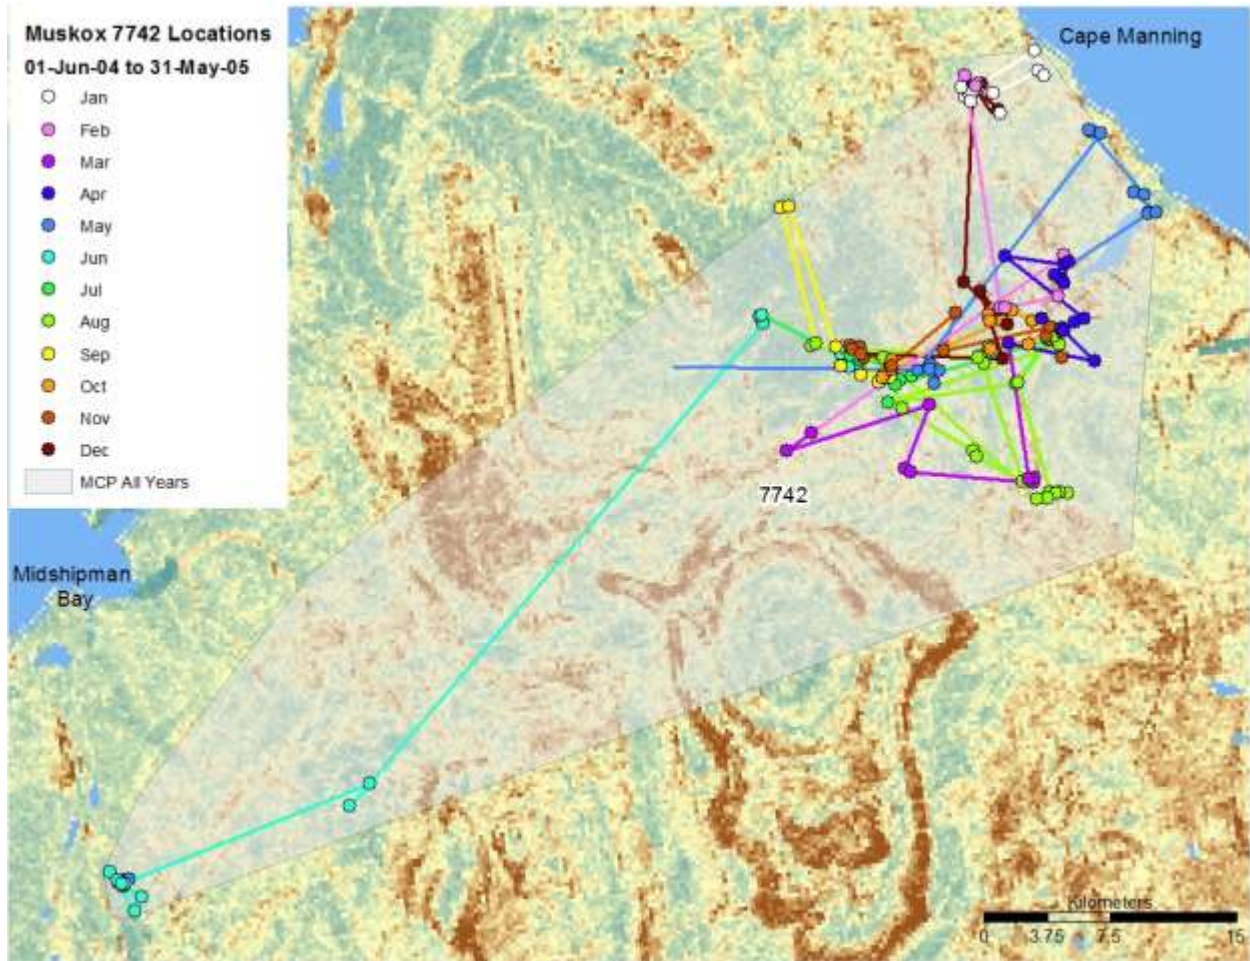 Muskox 7742 Locations
01-Jun-04 to 31-May-05
Jan
Feb
Mar
Apr
May
Jun
Jul
Aug
Sep
Oct
Nov
Dec
MCP All Years
Cape Manning
7742
Midshipman
Bay
Kilometers
0 3.75 7.5 15